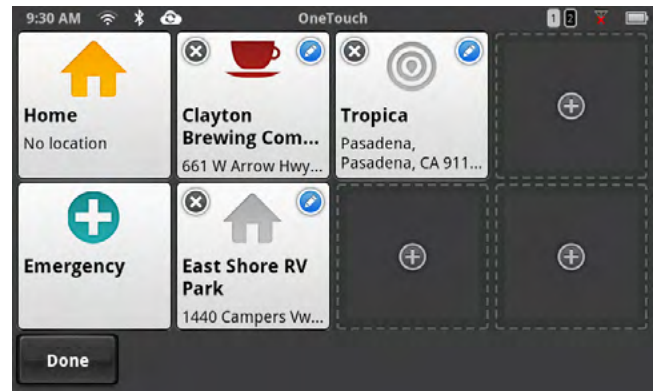 9:30 AM OneTouch 1 2
Home
No location
Clayton
Brewing Com...
661 W Arrow Hwy...
Tropica
Pasadena,
Pasadena, CA 911...
Emergency
East Shore RV
Park
1440 Campers Vw...
Done